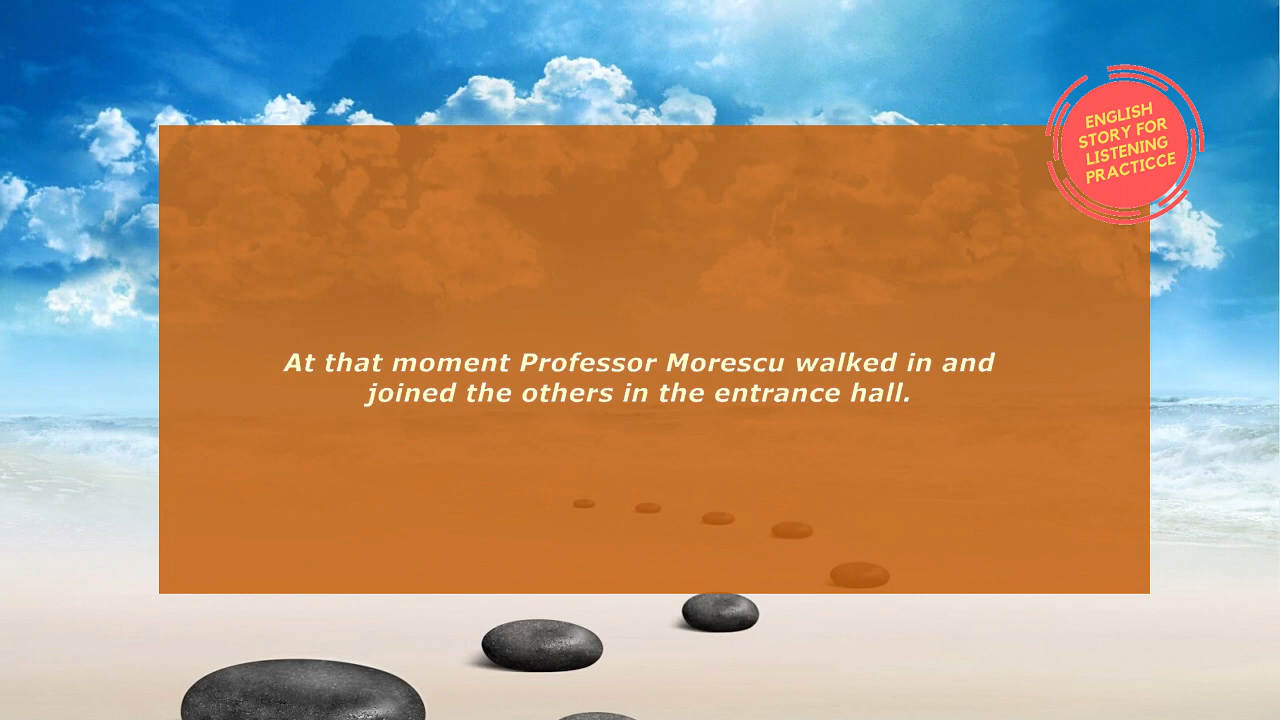 ENGLISH
STORY FOR
LISTENING
PRACTICCE
At that moment Professor Morescu walked in and
joined the others in the entrance hall.